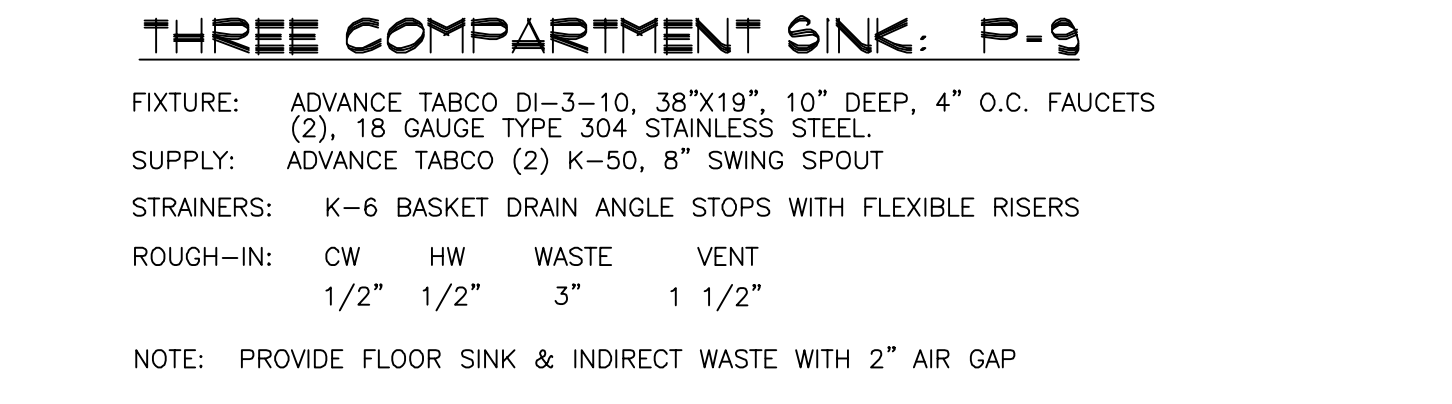 THREE COMPARTMENT SINK: P-9
FIXTURE: ADVANCE TABCO DI-3-10, 38"X19", 10" DEEP, 4" O.C. FAUCETS
(2), 18 GAUGE TYPE 304 STAINLESS STEEL.
SUPPLY: ADVANCE TABCO (2) K-50, 8" SWING SPOUT
STRAINERS: K-6 BASKET DRAIN ANGLE STOPS WITH FLEXIBLE RISERS
ROUGH-IN: CW HW WASTE VENT
1/2" 1/2" 3" 1 1/2"
NOTE: PROVIDE FLOOR SINK & INDIRECT WASTE WITH 2" AIR GAP